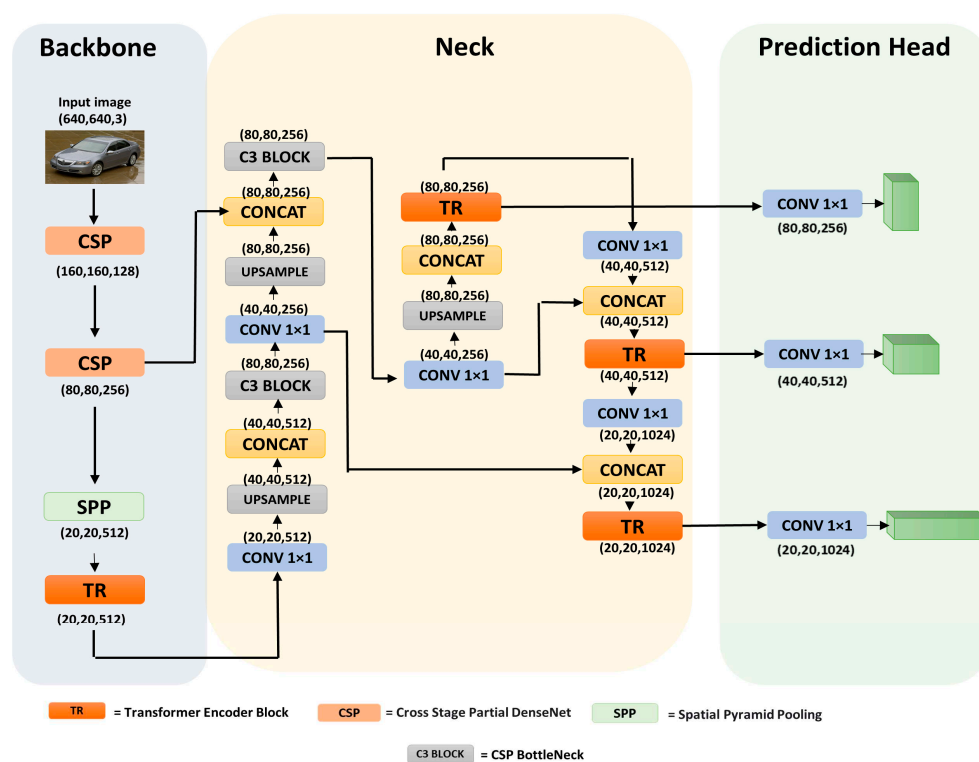 Backbone
Neck
Prediction Head
Input image
(640,640,3)
CSP
(160,160,128)
CSP
(80,80,256)
SPP
(20,20,512)
TR
(20,20,512)
(80,80,256)
C3 BLOCK
(80,80,256)
CONCAT
(80,80,256)
UPSAMPLE
(40,40,256)
CONV 1×1
(80,80,256)
C3 BLOCK
(40,40,512)
CONCAT
(40,40,512)
UPSAMPLE
(20,20,512)
CONV 1×1
(80,80,256)
TR
(80,80,256)
CONCAT
(80,80,256)
UPSAMPLE
(40,40,256)
CONV 1×1
CONV 1×1
(40,40,512)
CONCAT
(40,40,512)
TR
(40,40,512)
CONV 1×1
(20,20,1024)
CONCAT
(20,20,1024)
TR
(20,20,1024)
CONV 1×1
(80,80,256)
CONV 1×1
(40,40,512)
CONV 1×1
(20,20,1024)
TR = Transformer Encoder Block
CSP = Cross Stage Partial DenseNet
SPP = Spatial Pyramid Pooling
C3 BLOCK = CSP BottleNeck